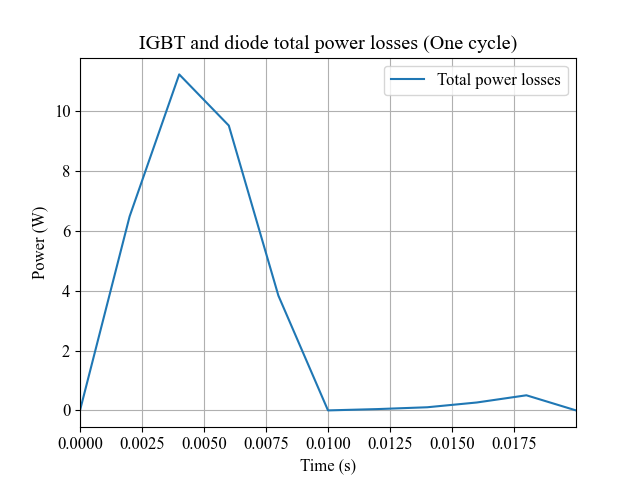 IGBT and diode total power losses (One cycle)
Total power losses
Power (W)
10
8
6
4
2
0
0.0000 0.0025 0.0050 0.0075 0.0100 0.0125 0.0150 0.0175
Time (s)